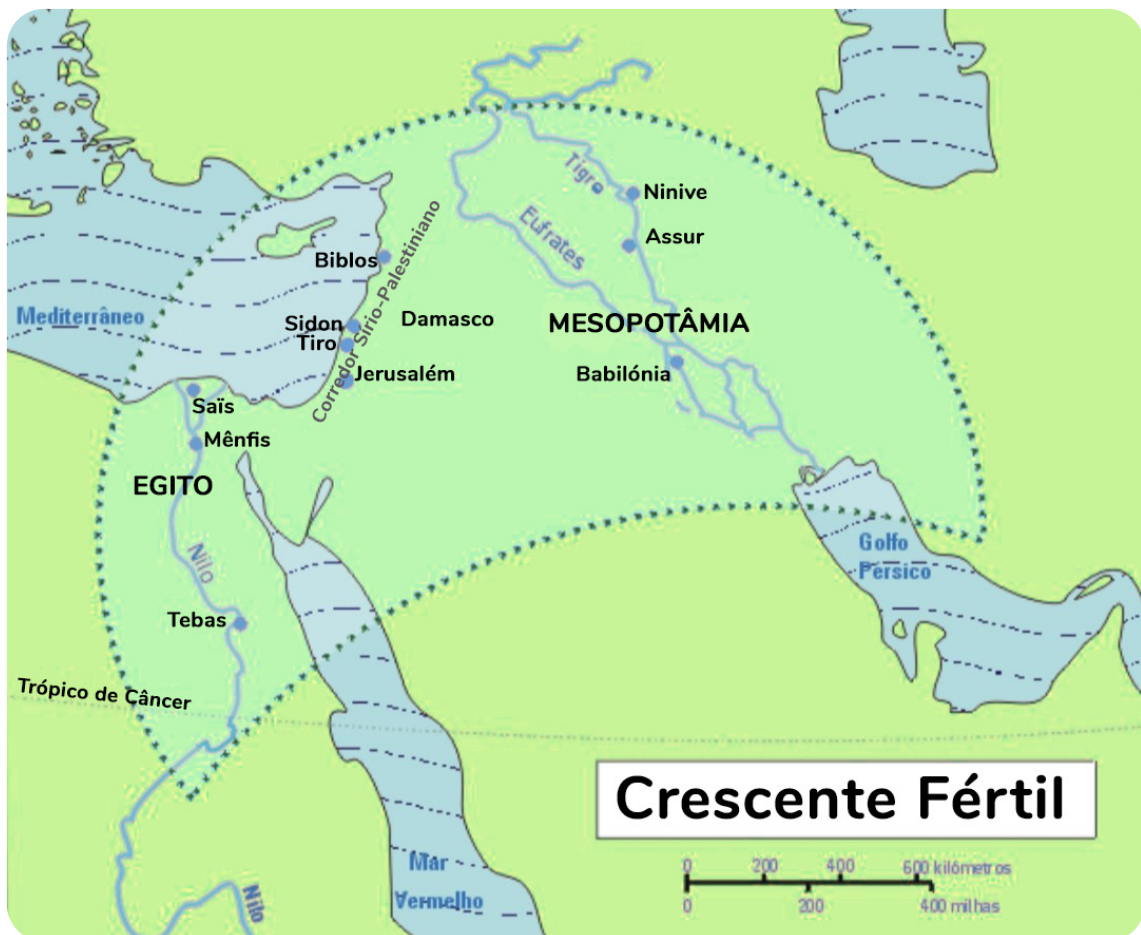 Tigre
Ninive
Eufrates
Assur
Biblos
Corredor Sírio-Palestiniano
Mediterrâneo
Sidon
Damasco
MESOPOTÂMIA
Tiro
Jerusalém
Babilónia
Saïs
Mênfis
EGITO
Nilo
Golfo
Pérsico
Tebas
Trópico de Câncer
Crescente Fértil
Mar
Vermelho
0 200 400 600 kilómetros
0 200 400 milhas
Nilo